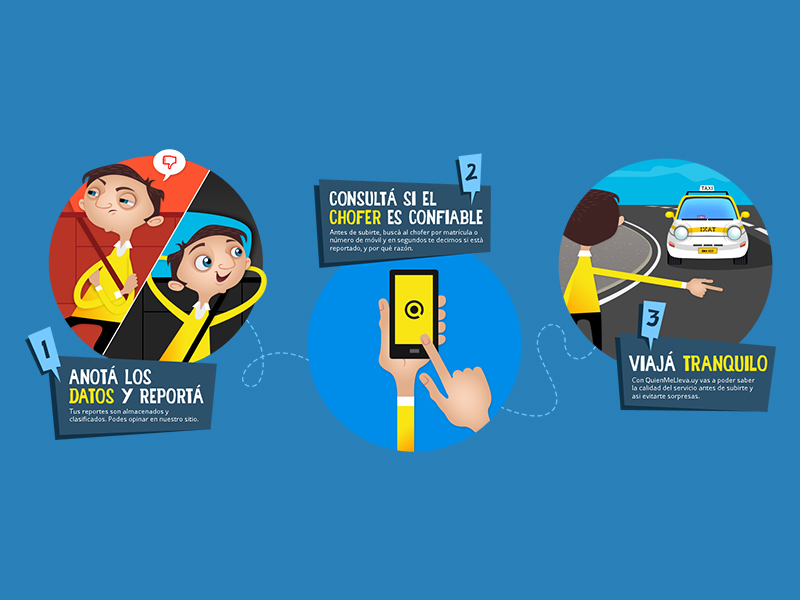 1
ANOTÁ LOS
DATOS Y REPORTÁ
Tus reportes son almacenados y
clasificados. Podes opinar en nuestro sitio.
2
CONSULTÁ SI EL
CHOFER ES CONFIABLE
Antes de subirte, buscá al chofer por matrícula o
número de móvil y en segundos te decimos si está
reportado, y por qué razón.
TAXI
IXAT
3
VIAJÁ TRANQUILO
Con QuienMeLleva.uy vas a poder saber
la calidad del servicio antes de subirte y
asi evitarte sorpresas.